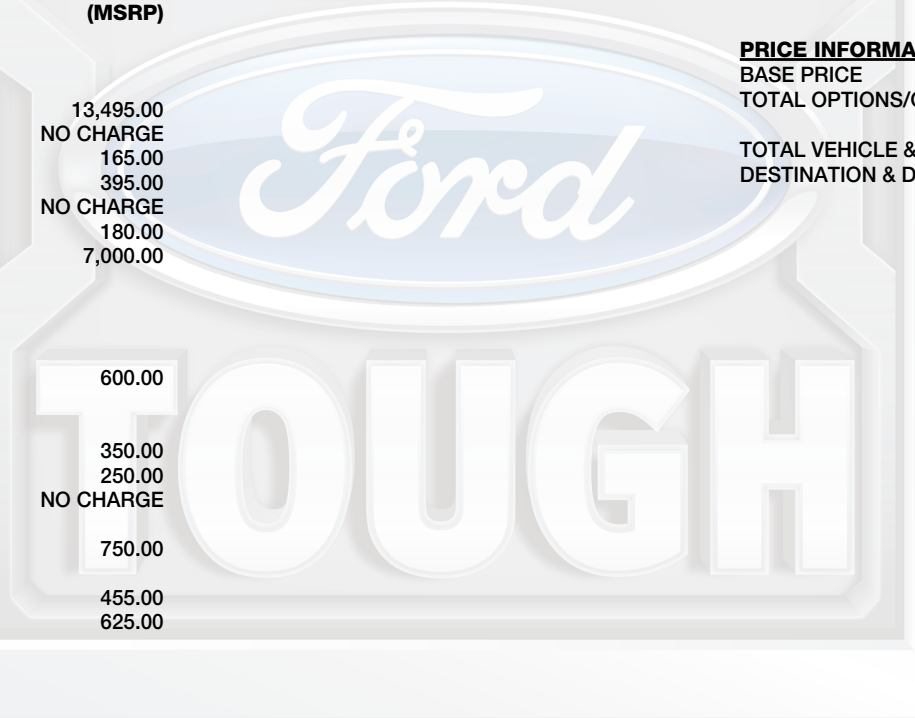 (MSRP)
13,495.00
NO CHARGE
165.00
395.00
NO CHARGE
180.00
7,000.00
600.00
350.00
250.00
NO CHARGE
750.00
455.00
625.00
PRICE INFORMA
BASE PRICE
TOTAL OPTIONS/
TOTAL VEHICLE &
DESTINATION & D
Ford
TOUGH